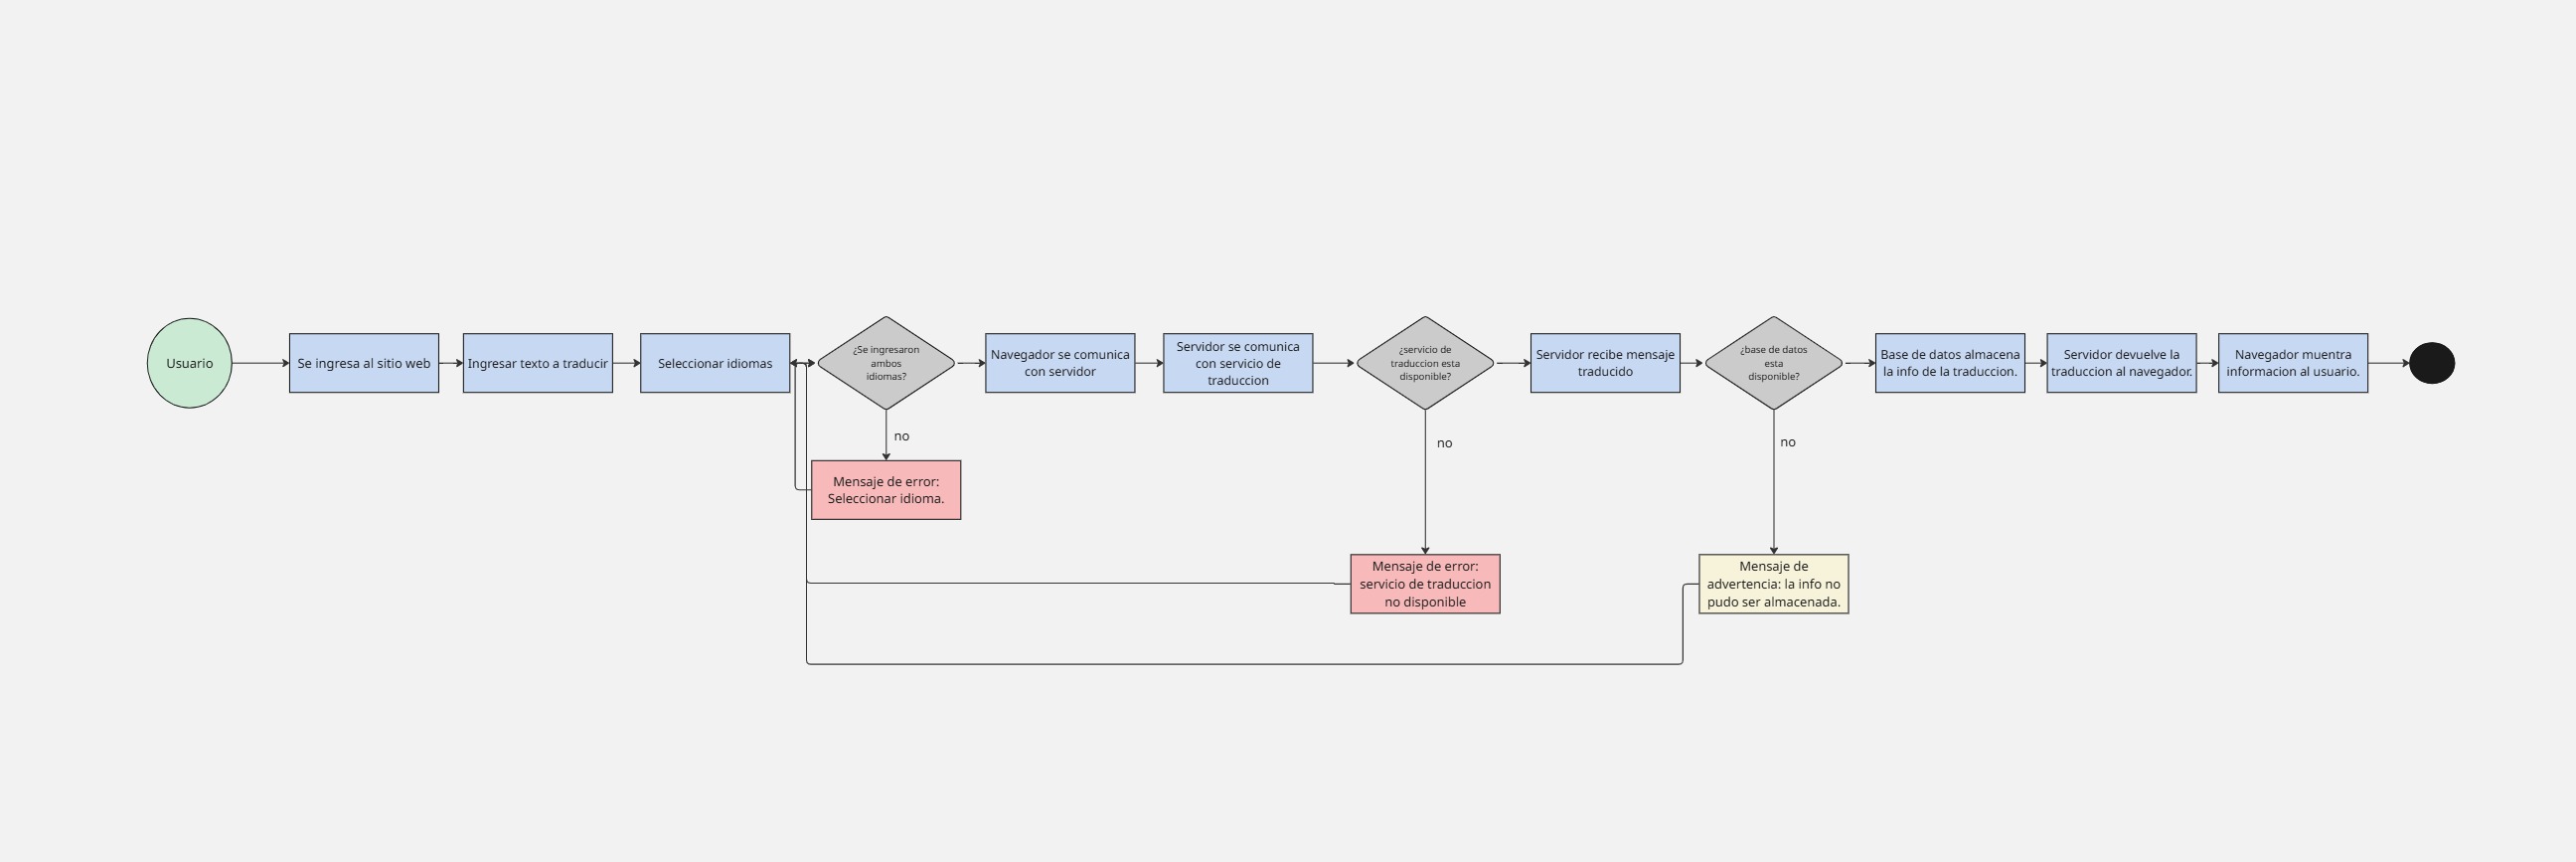 Usuario
Se ingresa al sitio web
Ingresar texto a traducir
Seleccionar idiomas
¿Se ingresaron
ambos
idiomas?
no
Mensaje de error:
Seleccionar idioma.
Navegador se comunica
con servidor
Servidor se comunica
con servicio de
traduccion
¿servicio de
traduccion esta
disponible?
no
Mensaje de error:
servicio de traduccion
no disponible
Servidor recibe mensaje
traducido
¿base de datos
esta
disponible?
no
Mensaje de
advertencia: la info no
pudo ser almacenada.
Base de datos almacena
la info de la traduccion.
Servidor devuelve la
traduccion al navegador.
Navegador muentra
informacion al usuario.